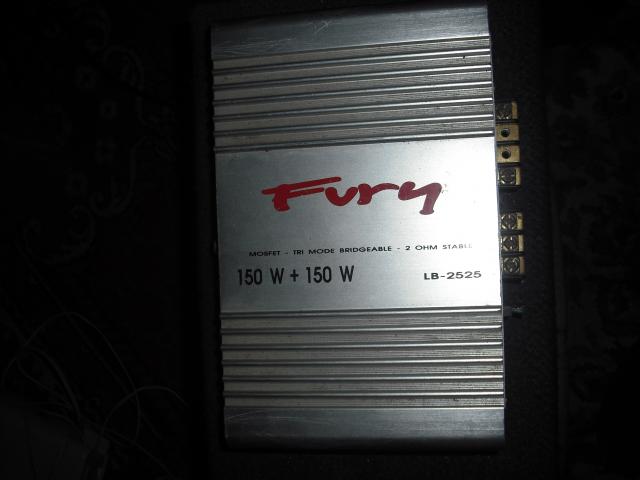 Fury
MOSFET - TRI MODE BRIDGEABLE - 2 OHM STABLE
150 W + 150 W LB-2525